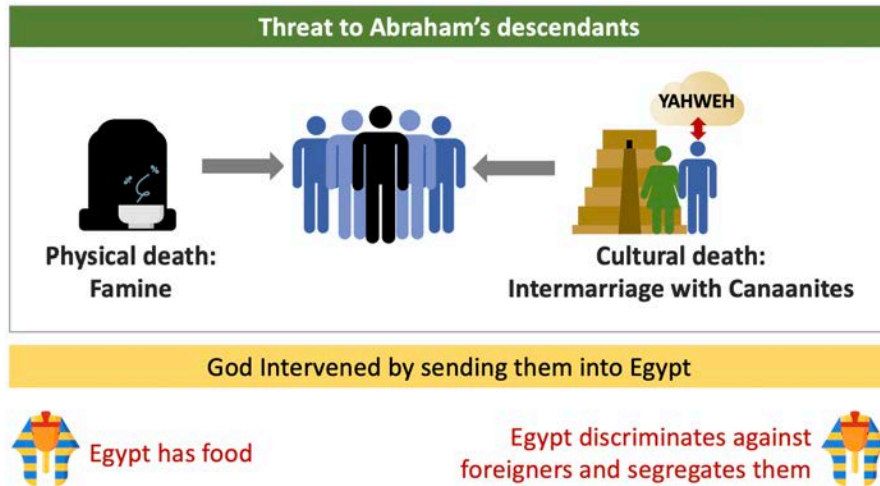 Threat to Abraham's descendants
YAHWEH
Physical death:
Famine
Cultural death:
Intermarriage with Canaanites
God Intervened by sending them into Egypt
Egypt has food
Egypt discriminates against
foreigners and segregates them